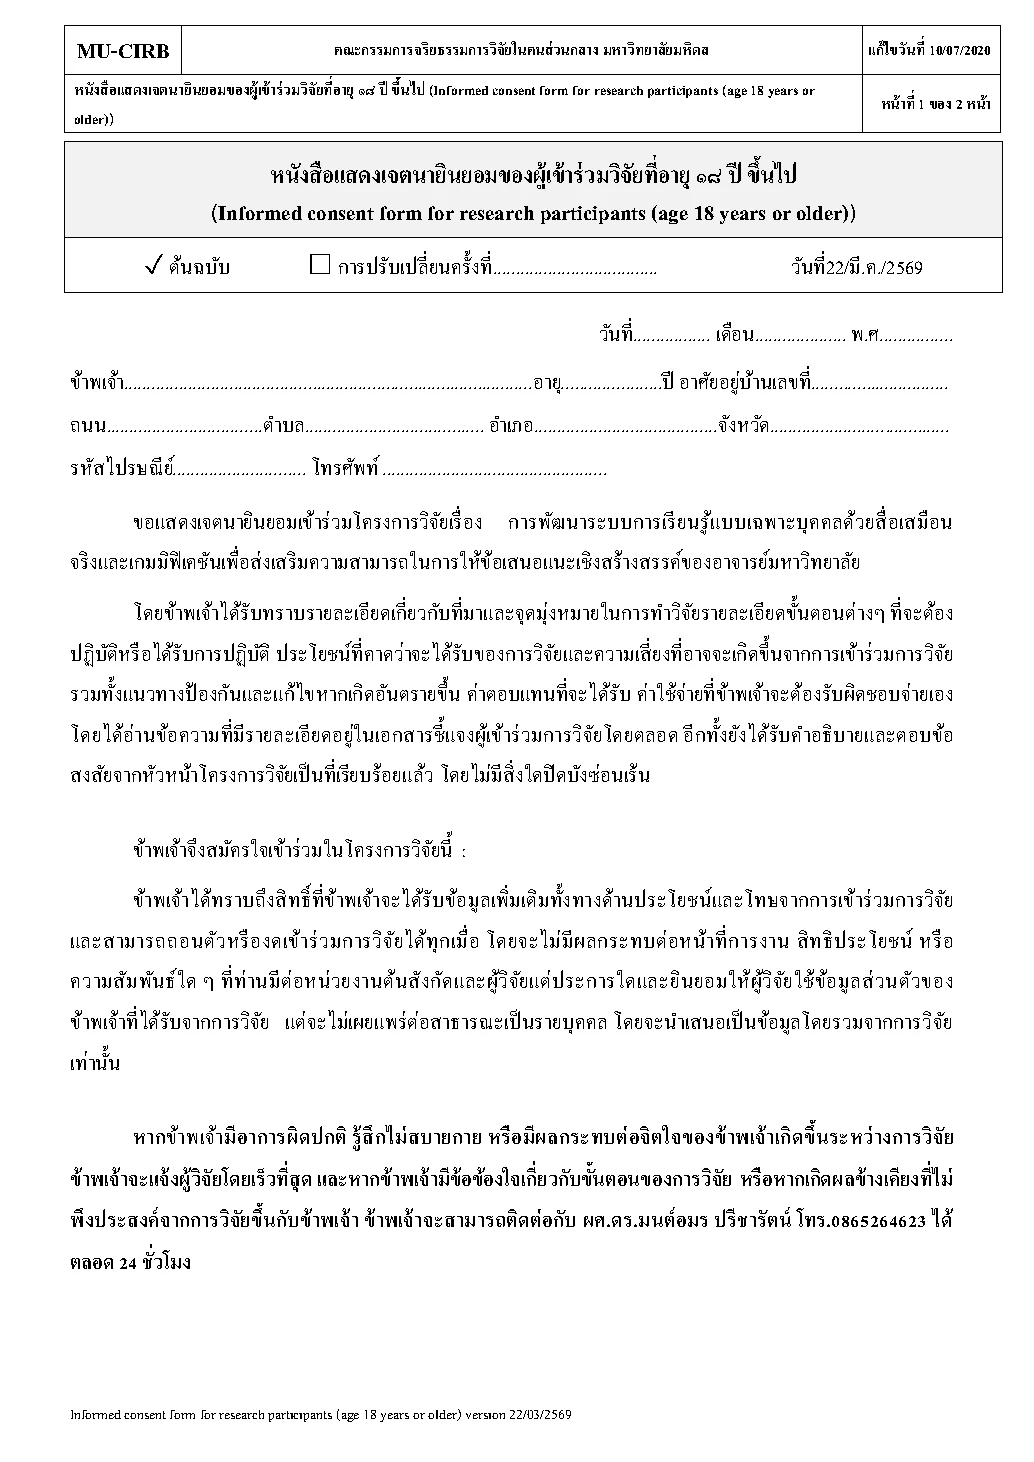 MU-CIRB
คณะกรรมการจริยธรรมการวิจัยในคนส่วนกลาง มหาวิทยาลัยมหิดล
แก้ไขวันที่ 10/07/2020
หนังสือแสดงเจตนายินยอมของผู้เข้าร่วมวิจัยที่อายุ ๑๘ ปี ขึ้นไป (Informed consent form for research participants (age 18 years or
older))
หน้าที่ 1 ของ 2 หน้า
หนังสือแสดงเจตนายินยอมของผู้เข้าร่วมวิจัยที่อายุ ๑๘ ปี ขึ้นไป
(Informed consent form for research participants (age 18 years or older))
✓ ต้นฉบับ ☐ การปรับเปลี่ยนครั้งที่.................................... วันที่22/มี.ค./2569
วันที่................. เดือน.................... พ.ศ................
ข้าพเจ้า..........................................................................................อายุ......................ปี อาศัยอยู่บ้านเลขที่..............................
ถนน..................................ตำบล....................................... อำเภอ........................................จังหวัด.......................................
รหัสไปรษณีย์............................. โทรศัพท์ .................................................
ขอแสดงเจตนายินยอมเข้าร่วมโครงการวิจัยเรื่อง การพัฒนาระบบการเรียนรู้แบบเฉพาะบุคคลด้วยสื่อเสมือน
จริงและเกมมิฟิเคชันเพื่อส่งเสริมความสามารถในการให้ข้อเสนอแนะเชิงสร้างสรรค์ของอาจารย์มหาวิทยาลัย
โดยข้าพเจ้าได้รับทราบรายละเอียดเกี่ยวกับที่มาและจุดมุ่งหมายในการทำวิจัยรายละเอียดขั้นตอนต่างๆ ที่จะต้อง
ปฏิบัติหรือได้รับการปฏิบัติ ประโยชน์ที่คาดว่าจะได้รับของการวิจัยและความเสี่ยงที่อาจจะเกิดขึ้นจากการเข้าร่วมการวิจัย
รวมทั้งแนวทางป้องกันและแก้ไขหากเกิดอันตรายขึ้น ค่าตอบแทนที่จะได้รับ ค่าใช้จ่ายที่ข้าพเจ้าจะต้องรับผิดชอบจ่ายเอง
โดยได้อ่านข้อความที่มีรายละเอียดอยู่ในเอกสารชี้แจงผู้เข้าร่วมการวิจัยโดยตลอด อีกทั้งยังได้รับคำอธิบายและตอบข้อ
สงสัยจากหัวหน้าโครงการวิจัยเป็นที่เรียบร้อยแล้ว โดยไม่มีสิ่งใดปิดบังซ่อนเร้น
ข้าพเจ้าจึงสมัครใจเข้าร่วมในโครงการวิจัยนี้ :
ข้าพเจ้าได้ทราบถึงสิทธิ์ที่ข้าพเจ้าจะได้รับข้อมูลเพิ่มเติมทั้งทางด้านประโยชน์และโทษจากการเข้าร่วมการวิจัย
และสามารถถอนตัวหรืองดเข้าร่วมการวิจัยได้ทุกเมื่อ โดยจะไม่มีผลกระทบต่อหน้าที่การงาน สิทธิประโยชน์ หรือ
ความสัมพันธ์ใด ๆ ที่ท่านมีต่อหน่วยงานต้นสังกัดและผู้วิจัยแต่ประการใดและยินยอมให้ผู้วิจัยใช้ข้อมูลส่วนตัวของ
ข้าพเจ้าที่ได้รับจากการวิจัย แต่จะไม่เผยแพร่ต่อสาธารณะเป็นรายบุคคล โดยจะนำเสนอเป็นข้อมูลโดยรวมจากการวิจัย
เท่านั้น
หากข้าพเจ้ามีอาการผิดปกติ รู้สึกไม่สบายกาย หรือมีผลกระทบต่อจิตใจของข้าพเจ้าเกิดขึ้นระหว่างการวิจัย
ข้าพเจ้าจะแจ้งผู้วิจัยโดยเร็วที่สุด และหากข้าพเจ้ามีข้อข้องใจเกี่ยวกับขั้นตอนของการวิจัย หรือหากเกิดผลข้างเคียงที่ไม่
พึงประสงค์จากการวิจัยขึ้นกับข้าพเจ้า ข้าพเจ้าจะสามารถติดต่อกับ ผศ.ดร.มนต์อมร ปรีชารัตน์ โทร.0865264623 ได้
ตลอด 24 ชั่วโมง
Informed consent form for research participants (age 18 years or older) version 22/03/2569